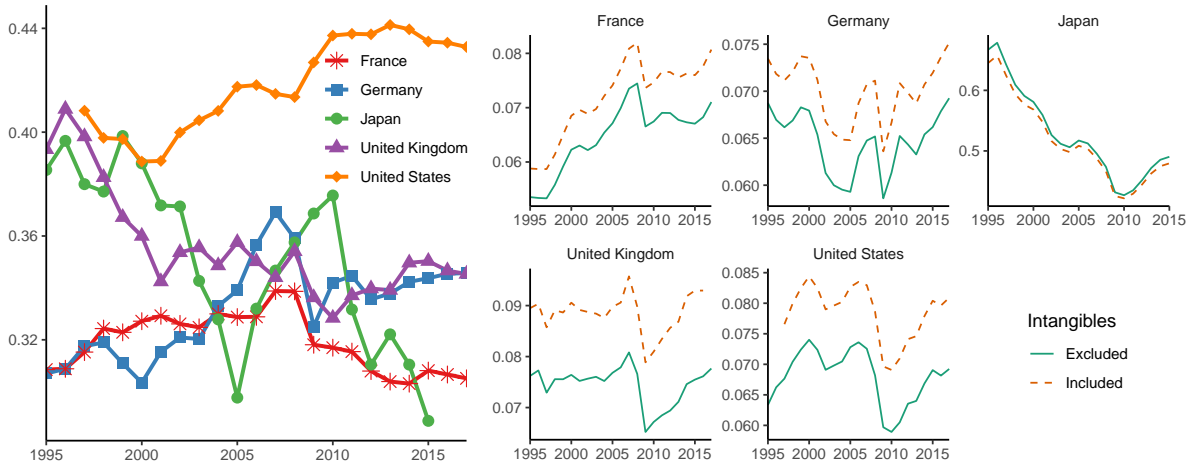 0.44
0.40
0.36
0.32
1995 2000 2005 2010 2015
France
Germany
Japan
United Kingdom
United States
France
0.08
0.07
0.06
1995 2000 2005 2010 2015
Germany
0.075
0.070
0.065
0.060
1995 2000 2005 2010 2015
Japan
0.6
0.5
1995 2000 2005 2010 2015
United Kingdom
0.09
0.08
0.07
1995 2000 2005 2010 2015
United States
0.085
0.080
0.075
0.070
0.065
0.060
1995 2000 2005 2010 2015
Intangibles
Excluded
Included